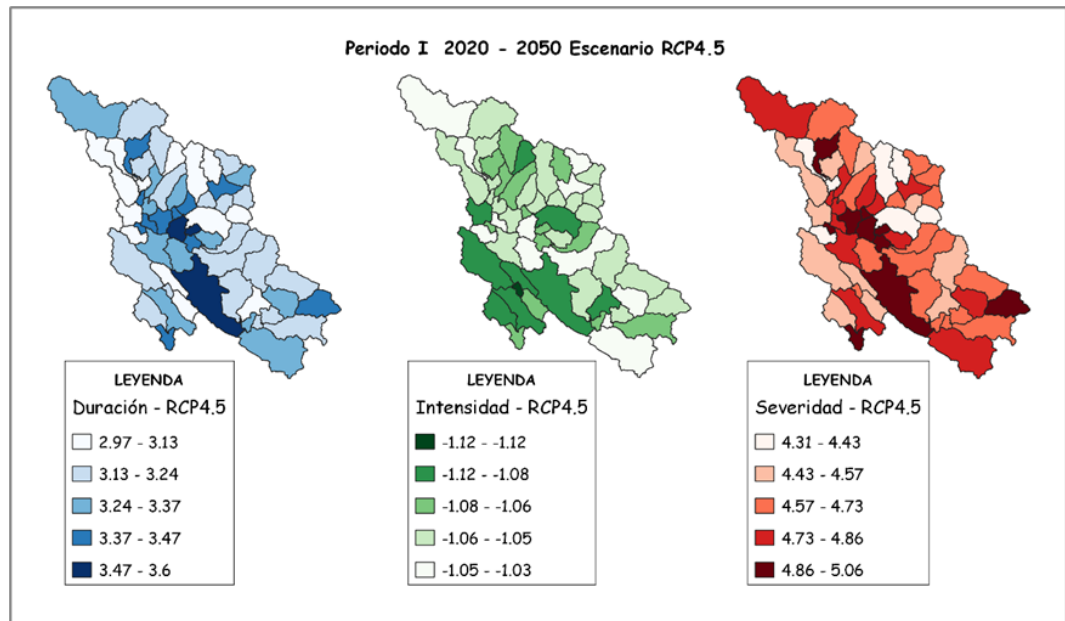 Periodo I 2020 - 2050 Escenario RCP4.5
LEYENDA
Duración - RCP4.5
2.97 - 3.13
3.13 - 3.24
3.24 - 3.37
3.37 - 3.47
3.47 - 3.6
LEYENDA
Intensidad - RCP4.5
-1.12 - -1.12
-1.12 - -1.08
-1.08 - -1.06
-1.06 - -1.05
-1.05 - -1.03
LEYENDA
Severidad - RCP4.5
4.31 - 4.43
4.43 - 4.57
4.57 - 4.73
4.73 - 4.86
4.86 - 5.06